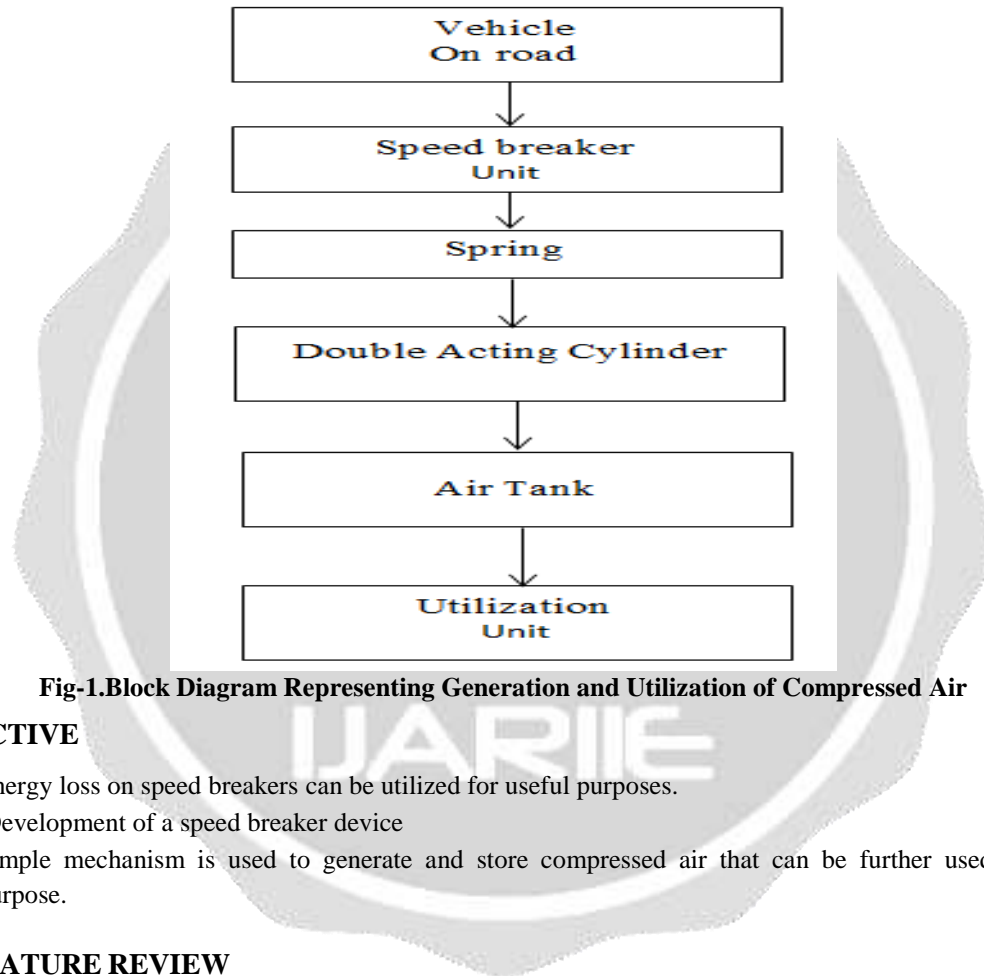 Vehicle
On road
Speed breaker
Unit
Spring
Double Acting Cylinder
Air Tank
Utilization
Unit
Fig-1.Block Diagram Representing Generation and Utilization of Compressed Air
CTIVE
nergy loss on speed breakers can be utilized for useful purposes.
Development of a speed breaker device
mple mechanism is used to generate and store compressed air that can be further used
urpose.
ATURE REVIEW
IJARIIE